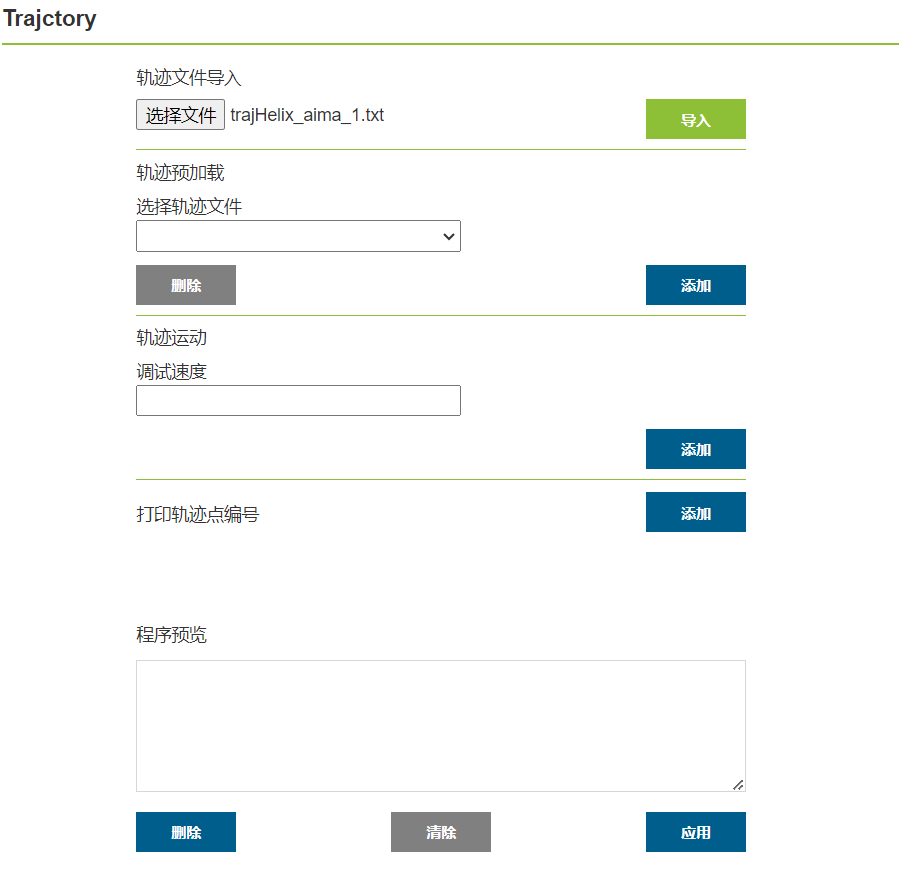 Trajctory
轨迹文件导入
选择文件 trajHelix_aima_1.txt 导入
轨迹预加载
选择轨迹文件
删除 添加
轨迹运动
调试速度
添加
打印轨迹点编号 添加
程序预览
删除 清除 应用